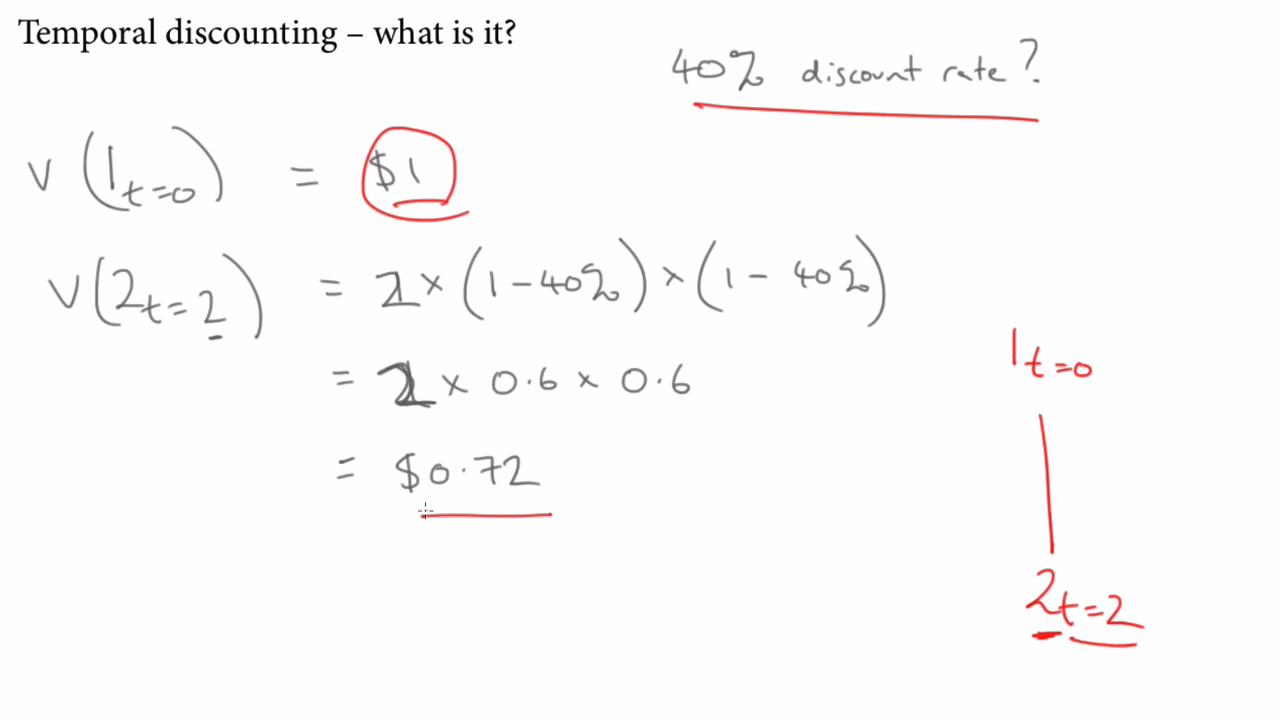 Temporal discounting – what is it?
40% discount rate?
V (1t=0) = $1
V(2t=2) = 2 × (1-40%) × (1- 40%)
= 2 × 0.6 × 0.6
= $0.72
1t=0
2t=2